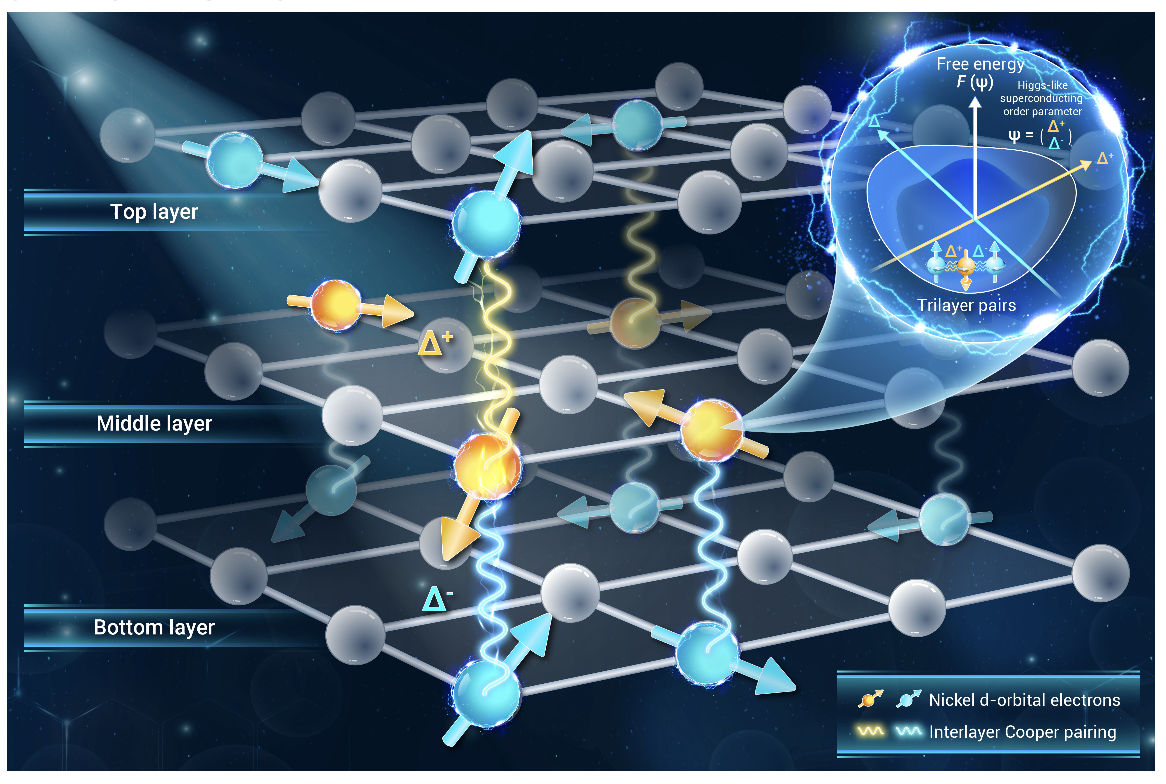 Free energy
F (ψ)
Higgs-like
superconducting
order parameter
Ψ = ( Δ⁺
Δ⁻ )
Δ⁻
Δ⁺
Δ⁺ Δ⁻
Trilayer pairs
Top layer
Δ⁺
Middle layer
Δ⁻
Bottom layer
Nickel d-orbital electrons
Interlayer Cooper pairing